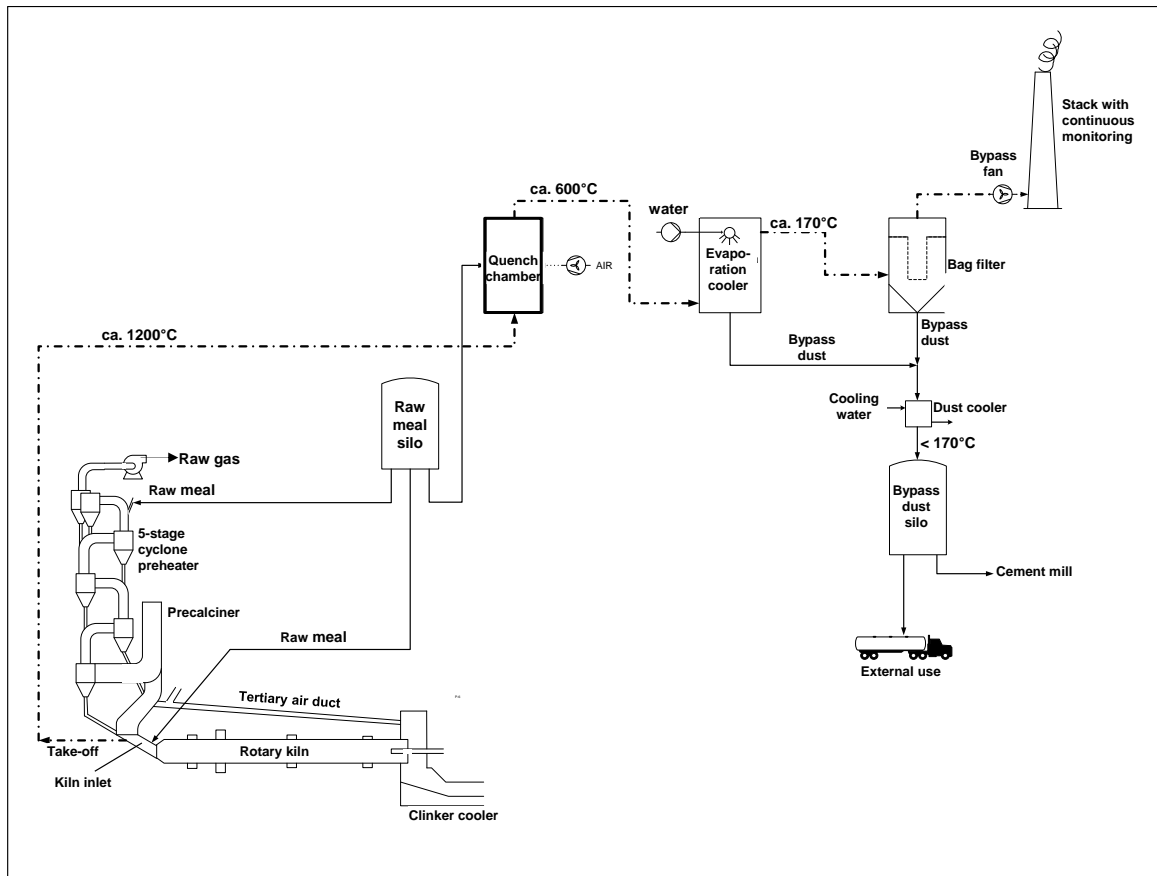 Stack with
continuous
monitoring
Bypass
fan
ca. 600°C
water
ca. 170°C
Quench
chamber
AIR
Evapo-
ration
cooler
Bag filter
ca. 1200°C
Bypass
dust
Bypass
dust
Raw
meal
silo
Cooling
water
Dust cooler
< 170°C
Raw gas
Raw meal
Bypass
dust
silo
5-stage
cyclone
preheater
Cement mill
Precalciner
Raw meal
External use
Tertiary air duct
Take-off
Rotary kiln
Kiln inlet
Clinker cooler